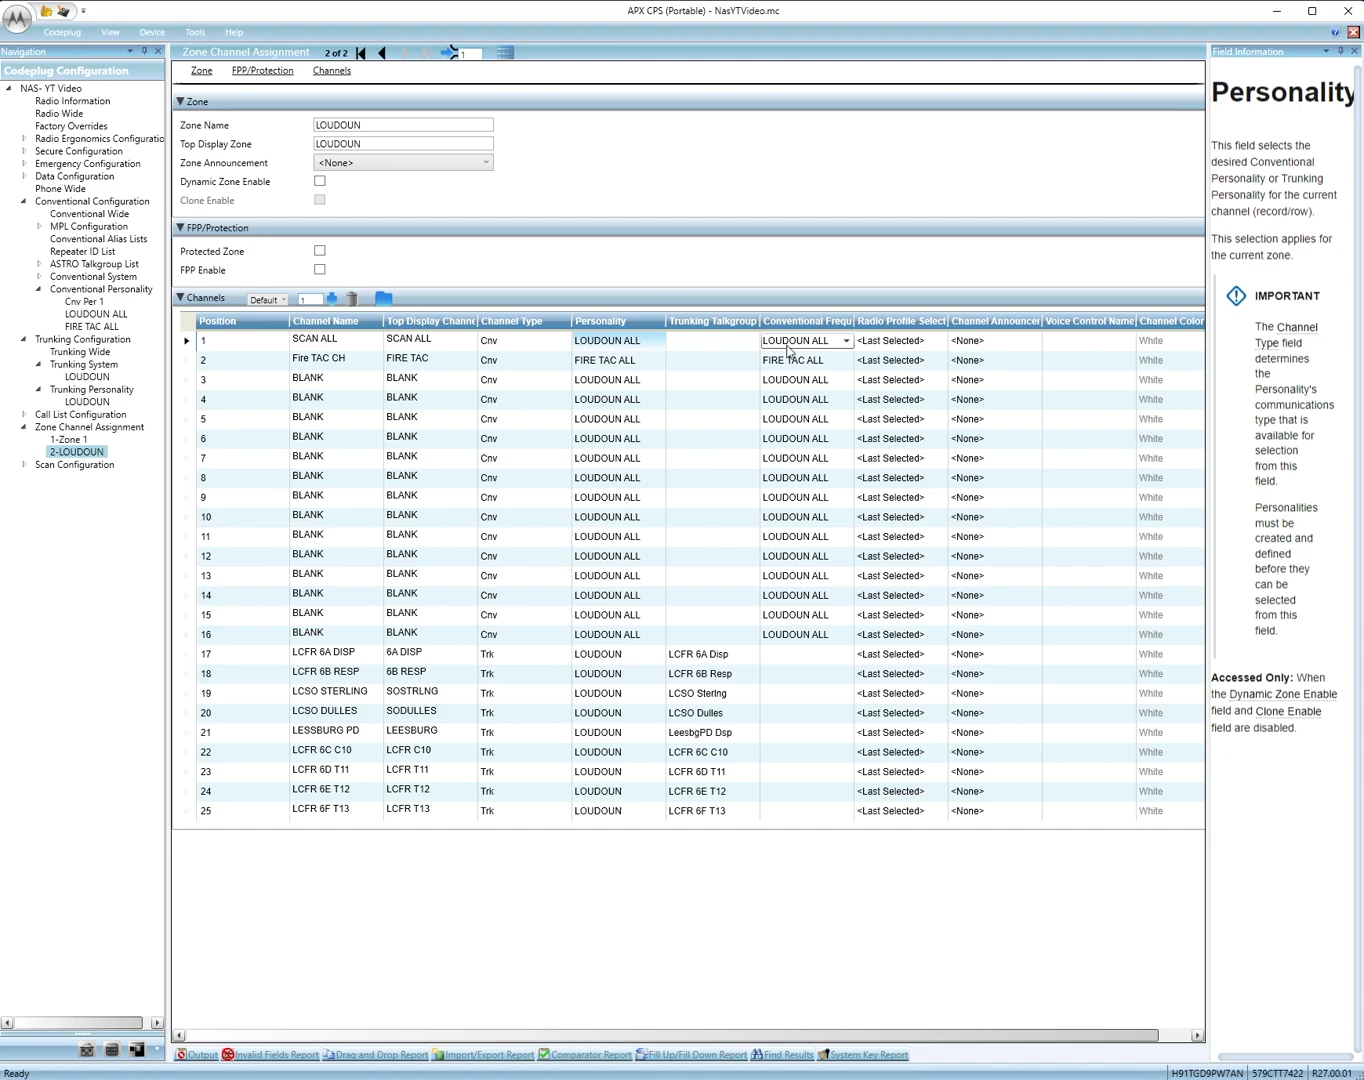 APX CPS (Portable) - NasYTVideo.mc
Codeplug View Device Tools Help
Navigation
Codeplug Configuration
NAS- YT Video
Radio Information
Radio Wide
Factory Overrides
Radio Ergonomics Configuratio
Secure Configuration
Emergency Configuration
Data Configuration
Phone Wide
Conventional Configuration
Conventional Wide
MPL Configuration
Conventional Alias Lists
Repeater ID List
ASTRO Talkgroup List
Conventional System
Conventional Personality
Cnv Per 1
LOUDOUN ALL
FIRE TAC ALL
Trunking Configuration
Trunking Wide
Trunking System
LOUDOUN
Trunking Personality
LOUDOUN
Call List Configuration
Zone Channel Assignment
1-Zone 1
2-LOUDOUN
Scan Configuration
Zone Channel Assignment 2 of 2 1
Zone FPP/Protection Channels
Zone
Zone Name LOUDOUN
Top Display Zone LOUDOUN
Zone Announcement <None>
Dynamic Zone Enable
Clone Enable
FPP/Protection
Protected Zone
FPP Enable
Channels Default 1
Position Channel Name Top Display Channe Channel Type Personality Trunking Talkgroup Conventional Frequ Radio Profile Select Channel Announcer Voice Control Name Channel Color
1 SCAN ALL SCAN ALL Cnv LOUDOUN ALL LOUDOUN ALL <Last Selected> <None> White
2 Fire TAC CH FIRE TAC Cnv FIRE TAC ALL FIRE TAC ALL <Last Selected> <None> White
3 BLANK BLANK Cnv LOUDOUN ALL LOUDOUN ALL <Last Selected> <None> White
4 BLANK BLANK Cnv LOUDOUN ALL LOUDOUN ALL <Last Selected> <None> White
5 BLANK BLANK Cnv LOUDOUN ALL LOUDOUN ALL <Last Selected> <None> White
6 BLANK BLANK Cnv LOUDOUN ALL LOUDOUN ALL <Last Selected> <None> White
7 BLANK BLANK Cnv LOUDOUN ALL LOUDOUN ALL <Last Selected> <None> White
8 BLANK BLANK Cnv LOUDOUN ALL LOUDOUN ALL <Last Selected> <None> White
9 BLANK BLANK Cnv LOUDOUN ALL LOUDOUN ALL <Last Selected> <None> White
10 BLANK BLANK Cnv LOUDOUN ALL LOUDOUN ALL <Last Selected> <None> White
11 BLANK BLANK Cnv LOUDOUN ALL LOUDOUN ALL <Last Selected> <None> White
12 BLANK BLANK Cnv LOUDOUN ALL LOUDOUN ALL <Last Selected> <None> White
13 BLANK BLANK Cnv LOUDOUN ALL LOUDOUN ALL <Last Selected> <None> White
14 BLANK BLANK Cnv LOUDOUN ALL LOUDOUN ALL <Last Selected> <None> White
15 BLANK BLANK Cnv LOUDOUN ALL LOUDOUN ALL <Last Selected> <None> White
16 BLANK BLANK Cnv LOUDOUN ALL LOUDOUN ALL <Last Selected> <None> White
17 LCFR 6A DISP 6A DISP Trk LOUDOUN LCFR 6A Disp <Last Selected> <None> White
18 LCFR 6B RESP 6B RESP Trk LOUDOUN LCFR 6B Resp <Last Selected> <None> White
19 LCSO STERLING SOSTRLNG Trk LOUDOUN LCSO Sterlng <Last Selected> <None> White
20 LCSO DULLES SODULLES Trk LOUDOUN LCSO Dulles <Last Selected> <None> White
21 LESSBURG PD LEESBURG Trk LOUDOUN LeesbgPD Dsp <Last Selected> <None> White
22 LCFR 6C C10 LCFR C10 Trk LOUDOUN LCFR 6C C10 <Last Selected> <None> White
23 LCFR 6D T11 LCFR T11 Trk LOUDOUN LCFR 6D T11 <Last Selected> <None> White
24 LCFR 6E T12 LCFR T12 Trk LOUDOUN LCFR 6E T12 <Last Selected> <None> White
25 LCFR 6F T13 LCFR T13 Trk LOUDOUN LCFR 6F T13 <Last Selected> <None> White
Output Invalid Fields Report Drag and Drop Report Import/Export Report Comparator Report Fill Up/Fill Down Report Find Results System Key Report
Field Information
Personality
This field selects the
desired Conventional
Personality or Trunking
Personality for the current
channel (record/row).
This selection applies for
the current zone.
IMPORTANT
The Channel
Type field
determines
the
Personality's
communications
type that is
available for
selection
from this
field.
Personalities
must be
created and
defined
before they
can be
selected
from this
field.
Accessed Only: When
the Dynamic Zone Enable
field and Clone Enable
field are disabled.
Ready H91TGD9PW7AN 579CTT7422 R27.00.01